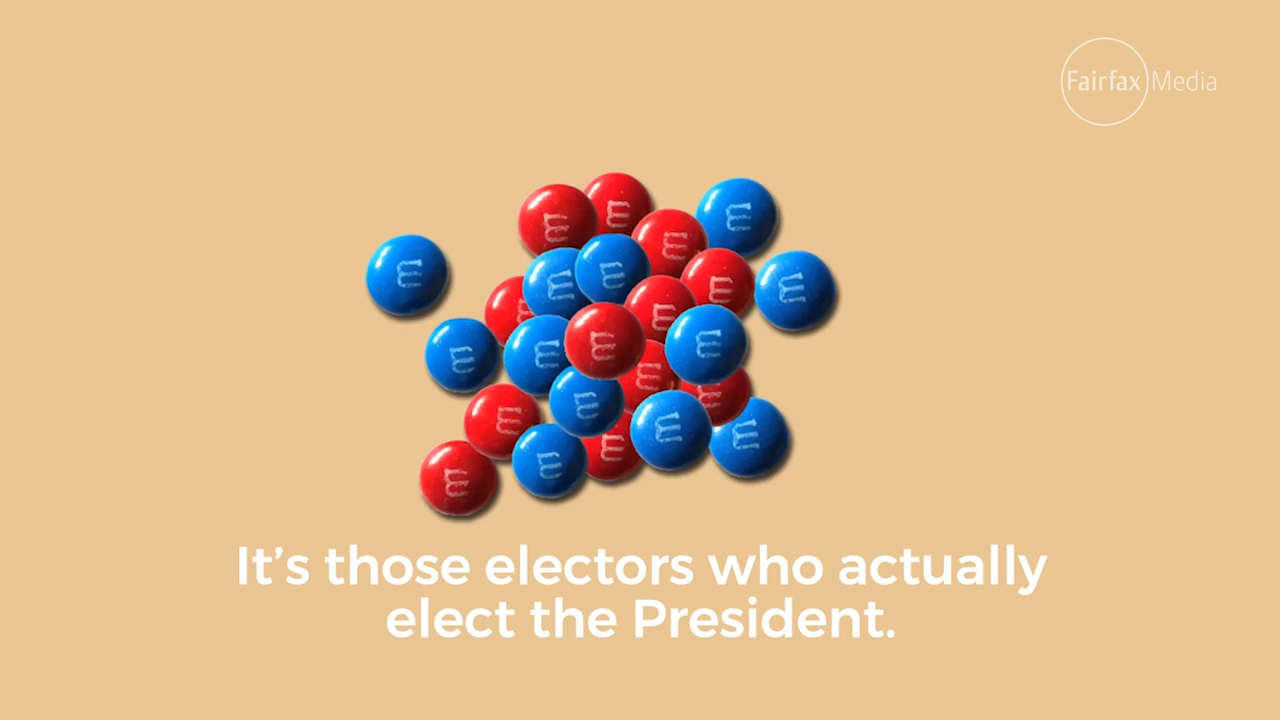 Fairfax Media
It's those electors who actually
elect the President.